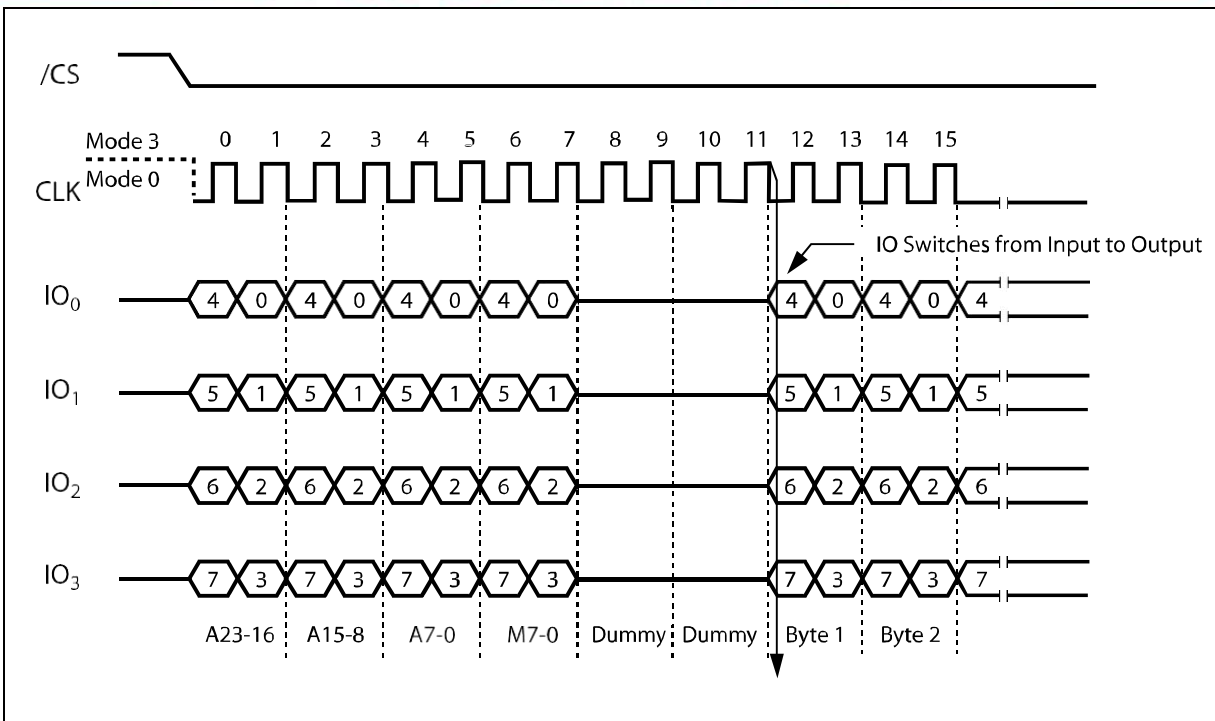 /CS
Mode 3
0 1 2 3 4 5 6 7 8 9 10 11 12 13 14 15
Mode 0
CLK
IO Switches from Input to Output
IO0 4 0 4 0 4 0 4 0 4 0 4 0 4
IO1 5 1 5 1 5 1 5 1 5 1 5 1 5
IO2 6 2 6 2 6 2 6 2 6 2 6 2 6
IO3 7 3 7 3 7 3 7 3 7 3 7 3 7
A23-16 A15-8 A7-0 M7-0 Dummy Dummy Byte 1 Byte 2